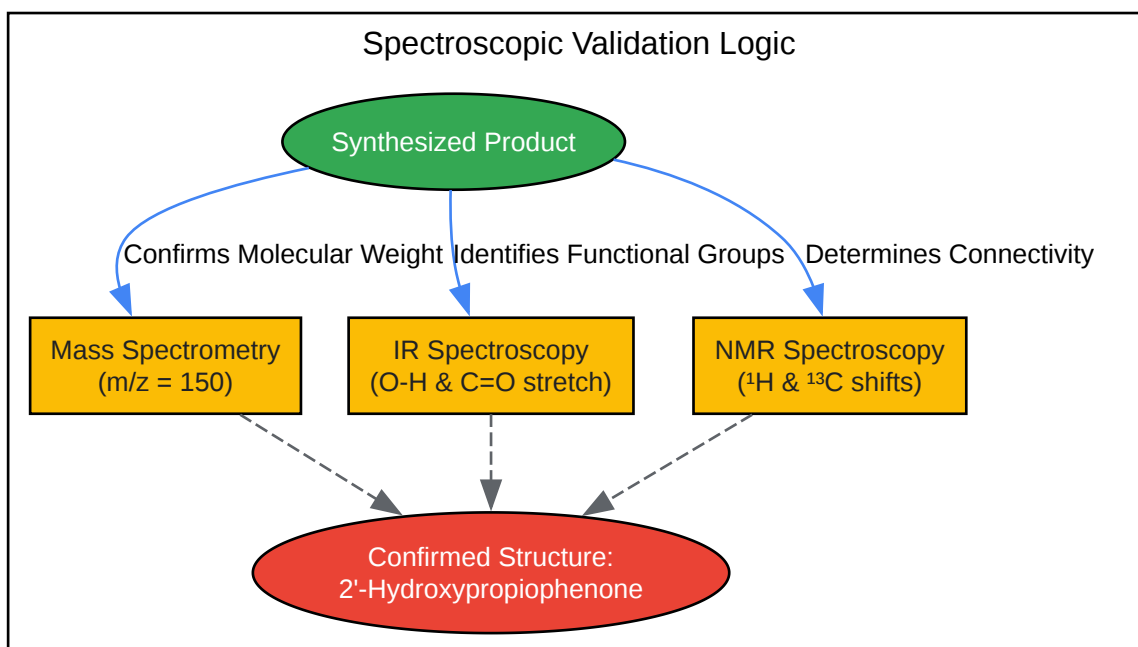 Spectroscopic Validation Logic
Synthesized Product
Confirms Molecular Weight
Identifies Functional Groups
Determines Connectivity
Mass Spectrometry
(m/z = 150)
IR Spectroscopy
(O-H & C=O stretch)
NMR Spectroscopy
(¹H & ¹³C shifts)
Confirmed Structure:
2'-Hydroxypropiophenone